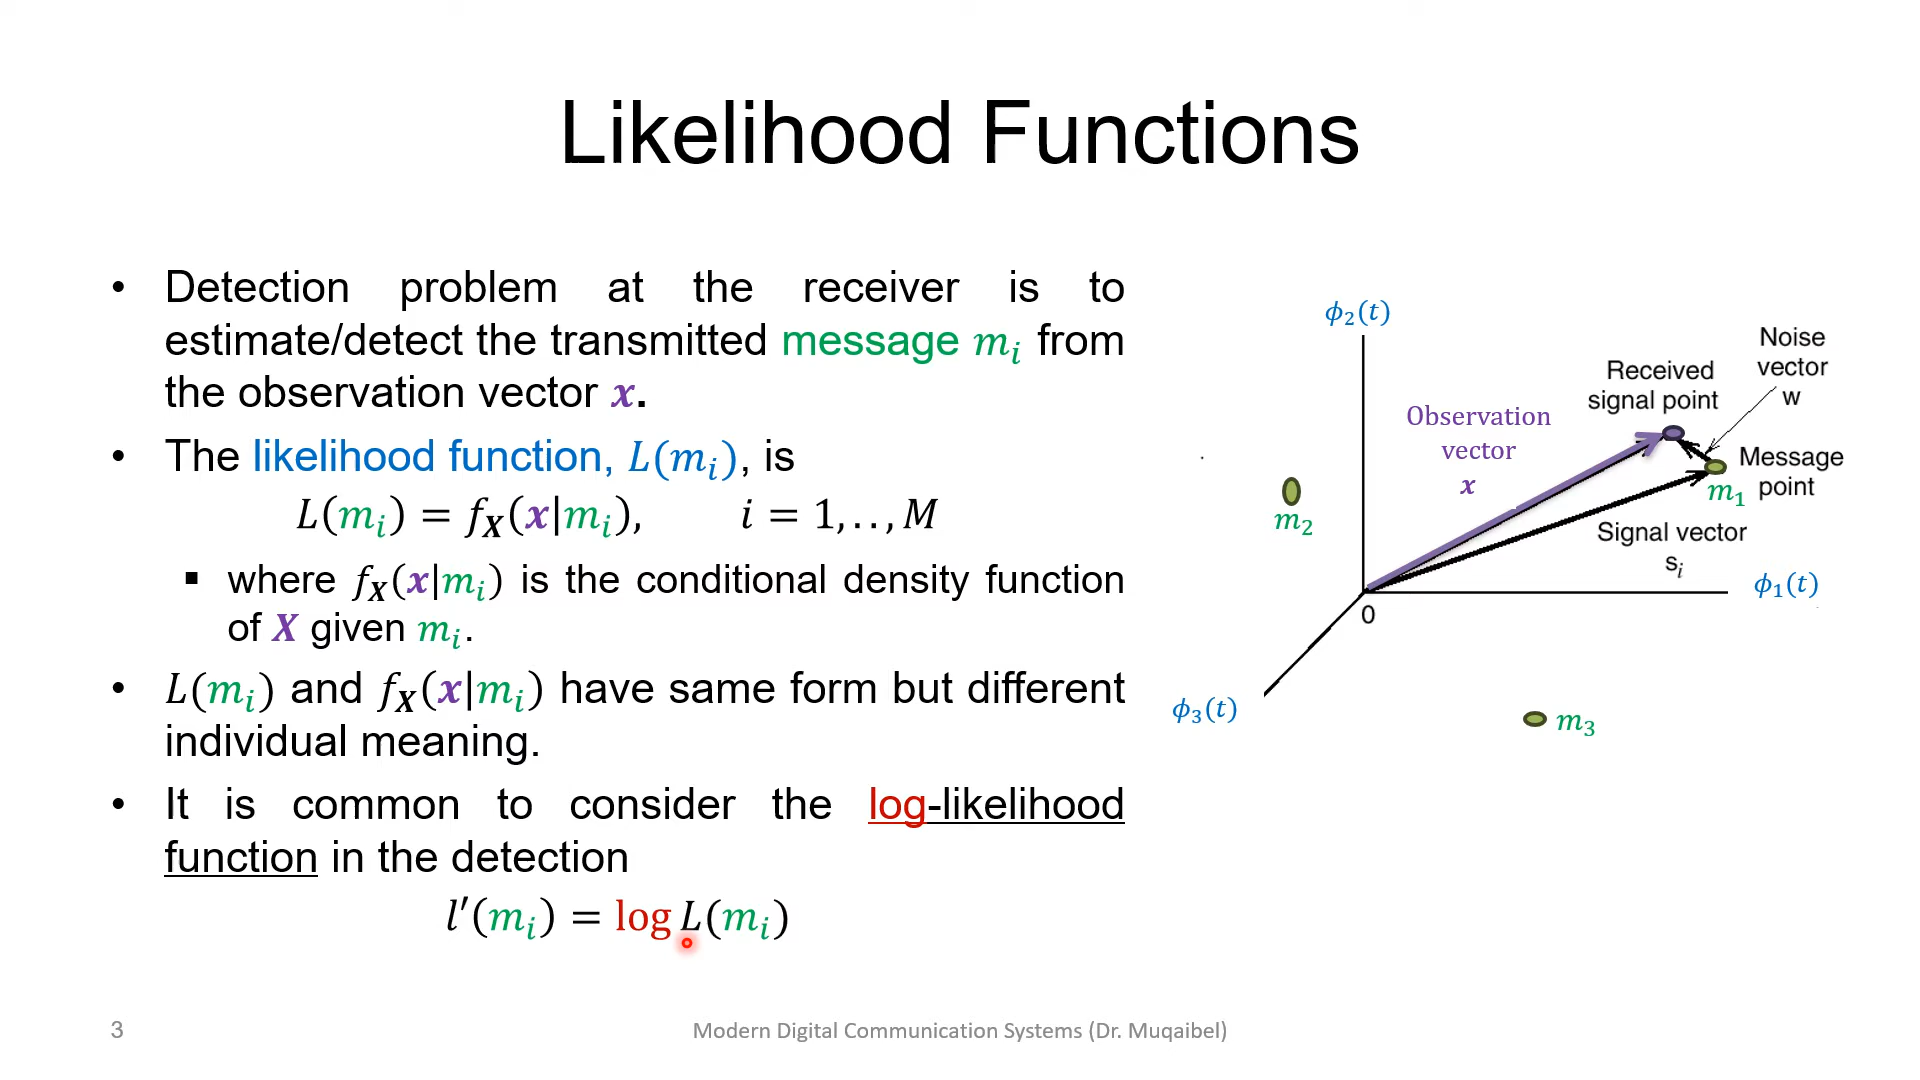 Likelihood Functions
• Detection problem at the receiver is to
estimate/detect the transmitted message mᵢ from
the observation vector x.
• The likelihood function, L(mᵢ), is
L(mᵢ) = f_X(x|mᵢ), i = 1,..,M
▪ where f_X(x|mᵢ) is the conditional density function
of X given mᵢ.
• L(mᵢ) and f_X(x|mᵢ) have same form but different
individual meaning.
• It is common to consider the log-likelihood
function in the detection
l′(mᵢ) = log L(mᵢ)
ϕ₂(t)
Noise
vector
w
Received
signal point
Observation
vector
x
Message
point
m₁
m₂
Signal vector
sᵢ
ϕ₁(t)
0
ϕ₃(t)
m₃
3
Modern Digital Communication Systems (Dr. Muqaibel)